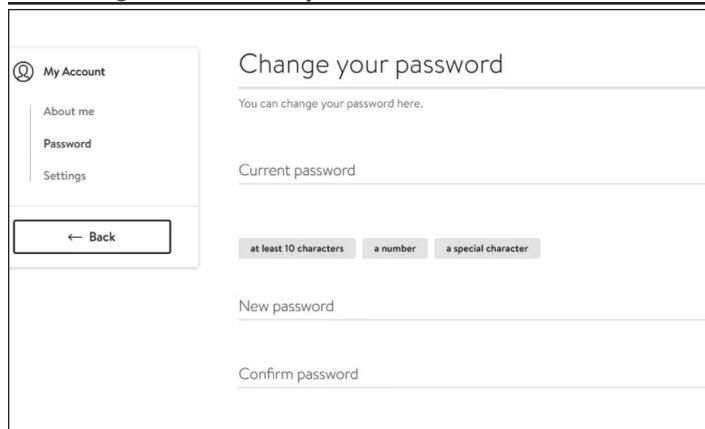 My Account
About me
Password
Settings
← Back
Change your password
You can change your password here.
Current password
at least 10 characters a number a special character
New password
Confirm password